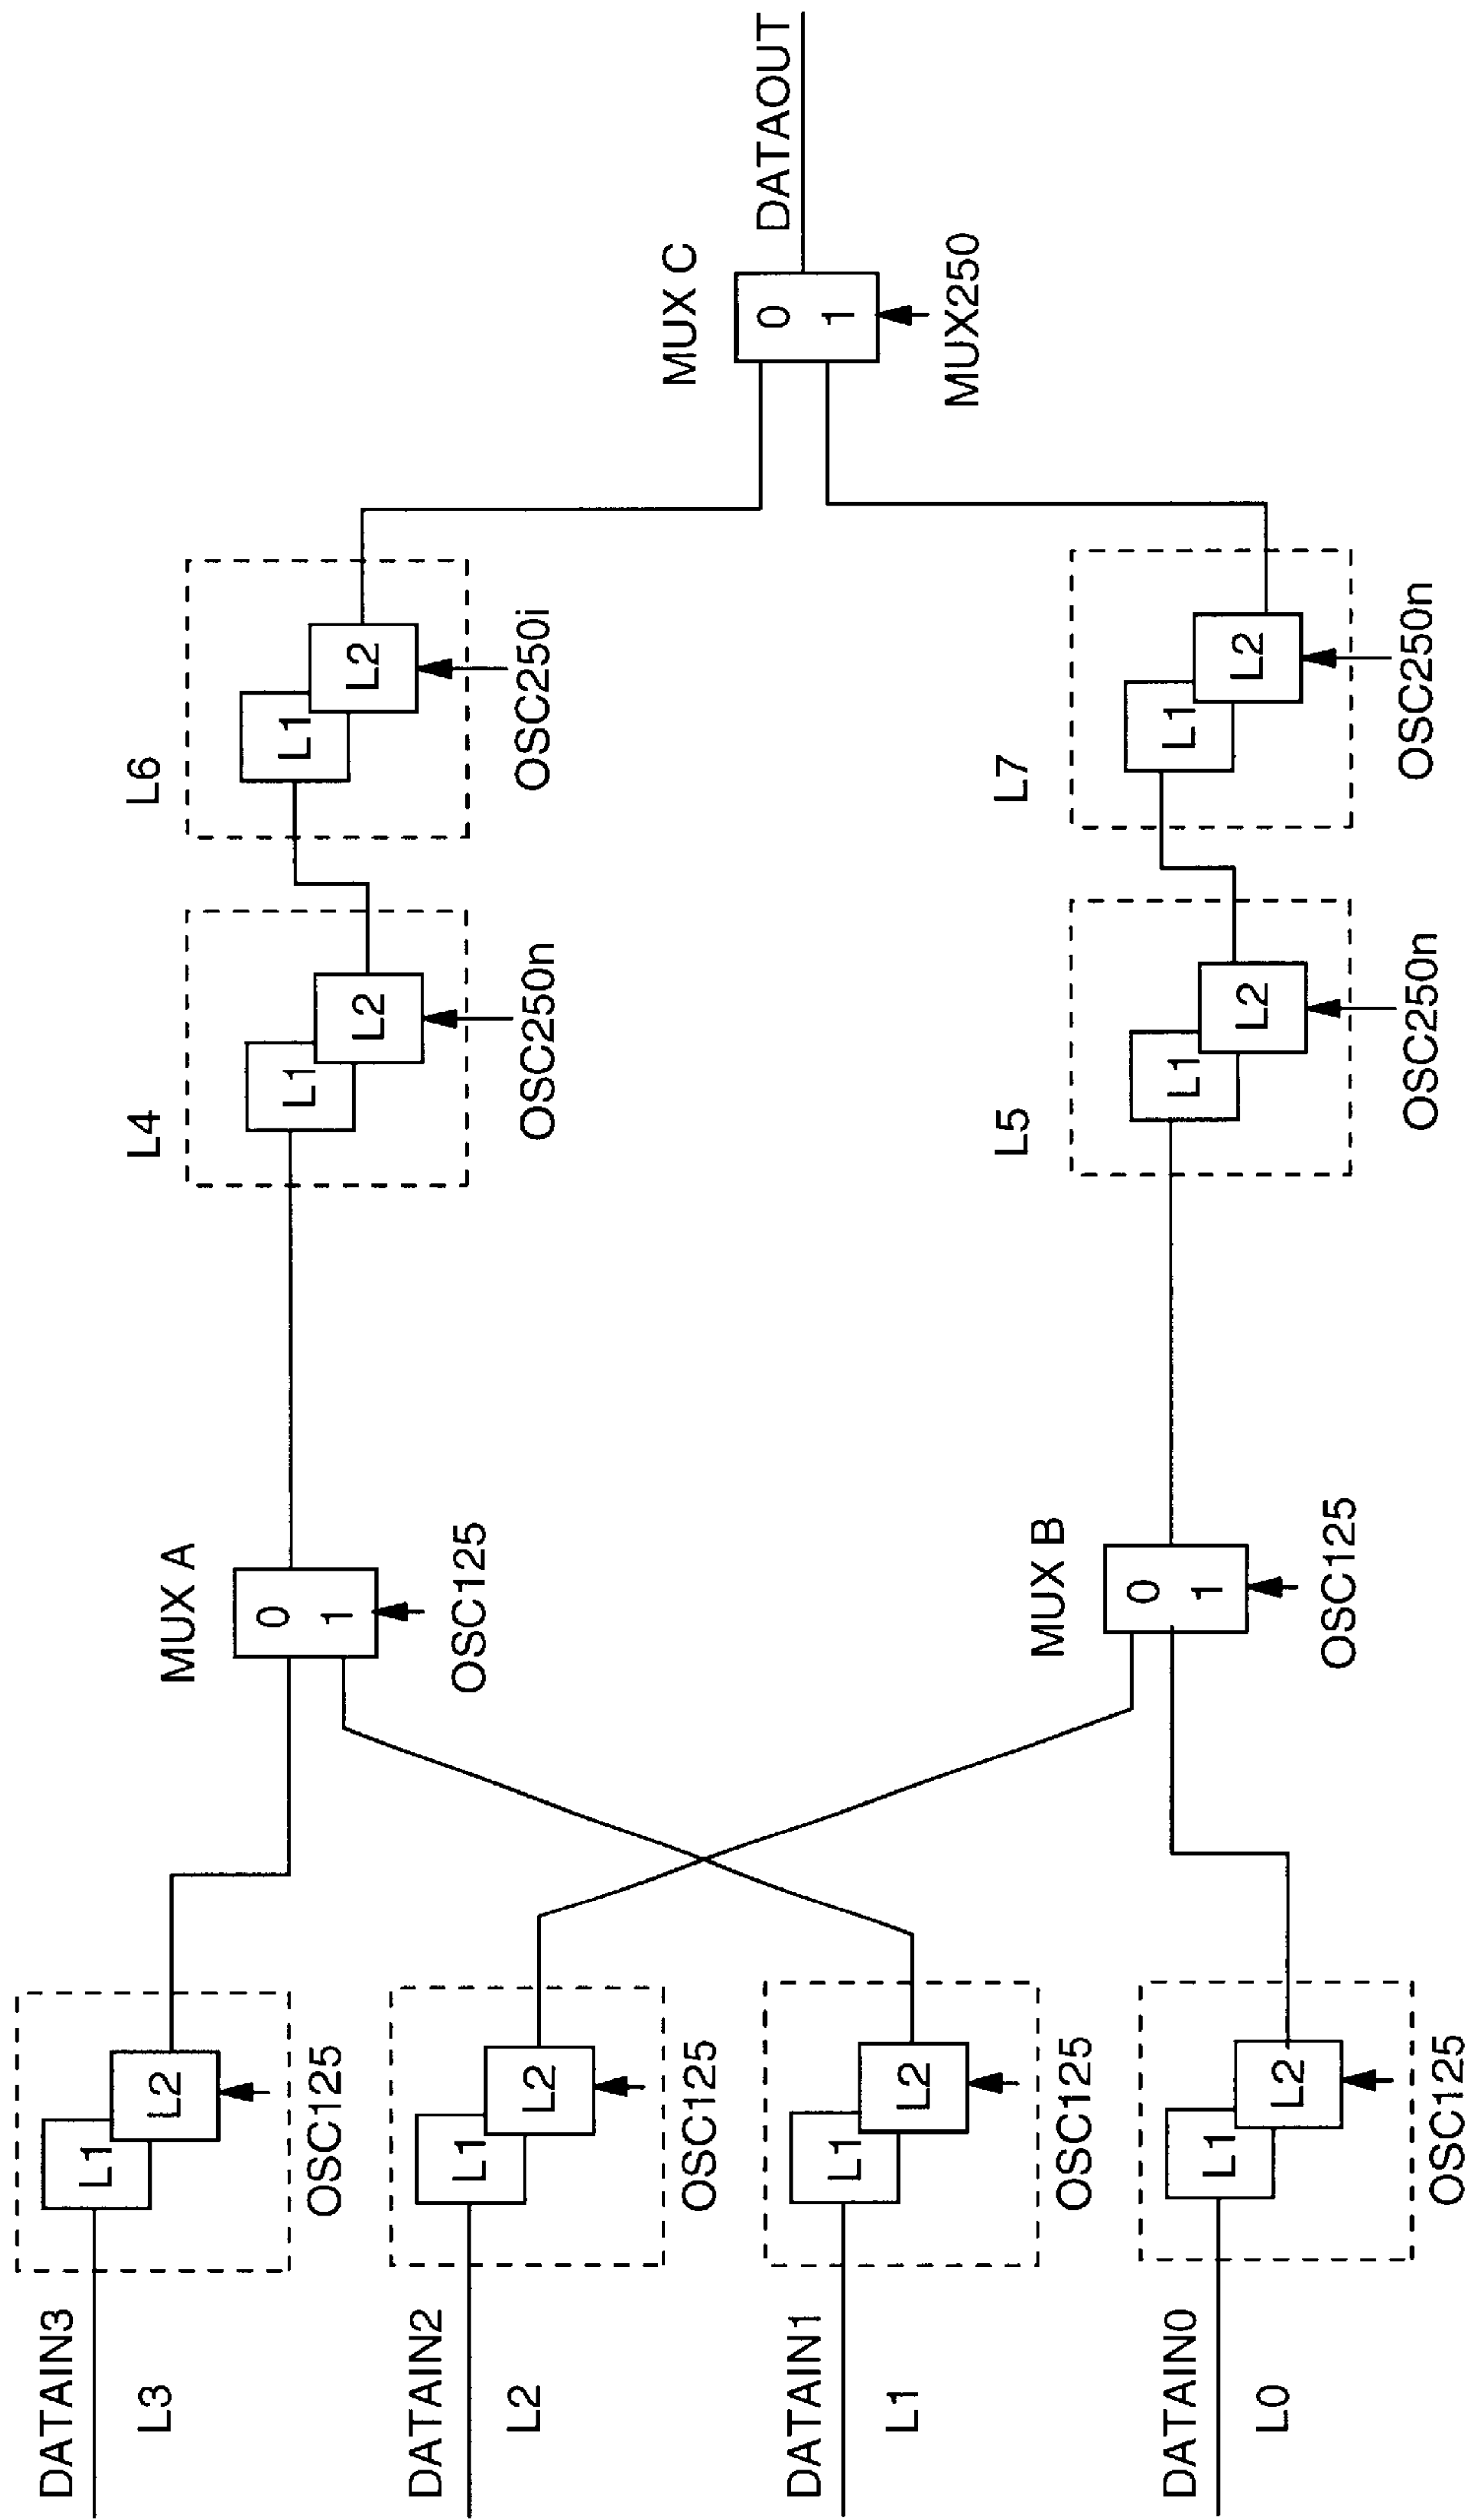 DATAIN3
L3
L1
L2
OSC125
DATAIN2
L2
L1
L2
OSC125
DATAIN1
L1
L1
L2
OSC125
DATAIN0
L0
L1
L2
OSC125
MUX A
0
1
OSC125
MUX B
0
1
OSC125
L4
L1
L2
OSC250n
L5
L1
L2
OSC250n
L6
L1
L2
OSC250i
L7
L1
L2
OSC250n
MUX C
0
1
MUX250
DATAOUT